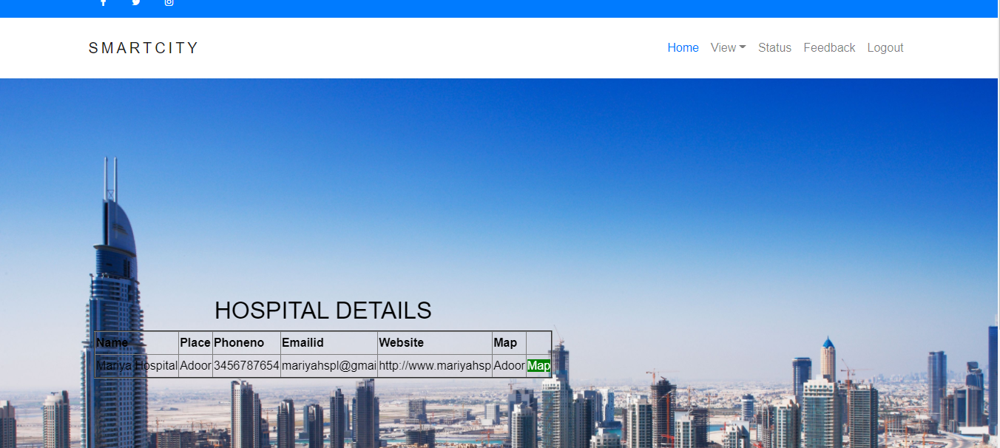 SMARTCITY
Home View Status Feedback Logout
HOSPITAL DETAILS
Name Place Phoneno Emailid Website Map
Mariya Hospital Adoor 3456787654 mariyahspl@gmai http://www.mariyahsp Adoor Map